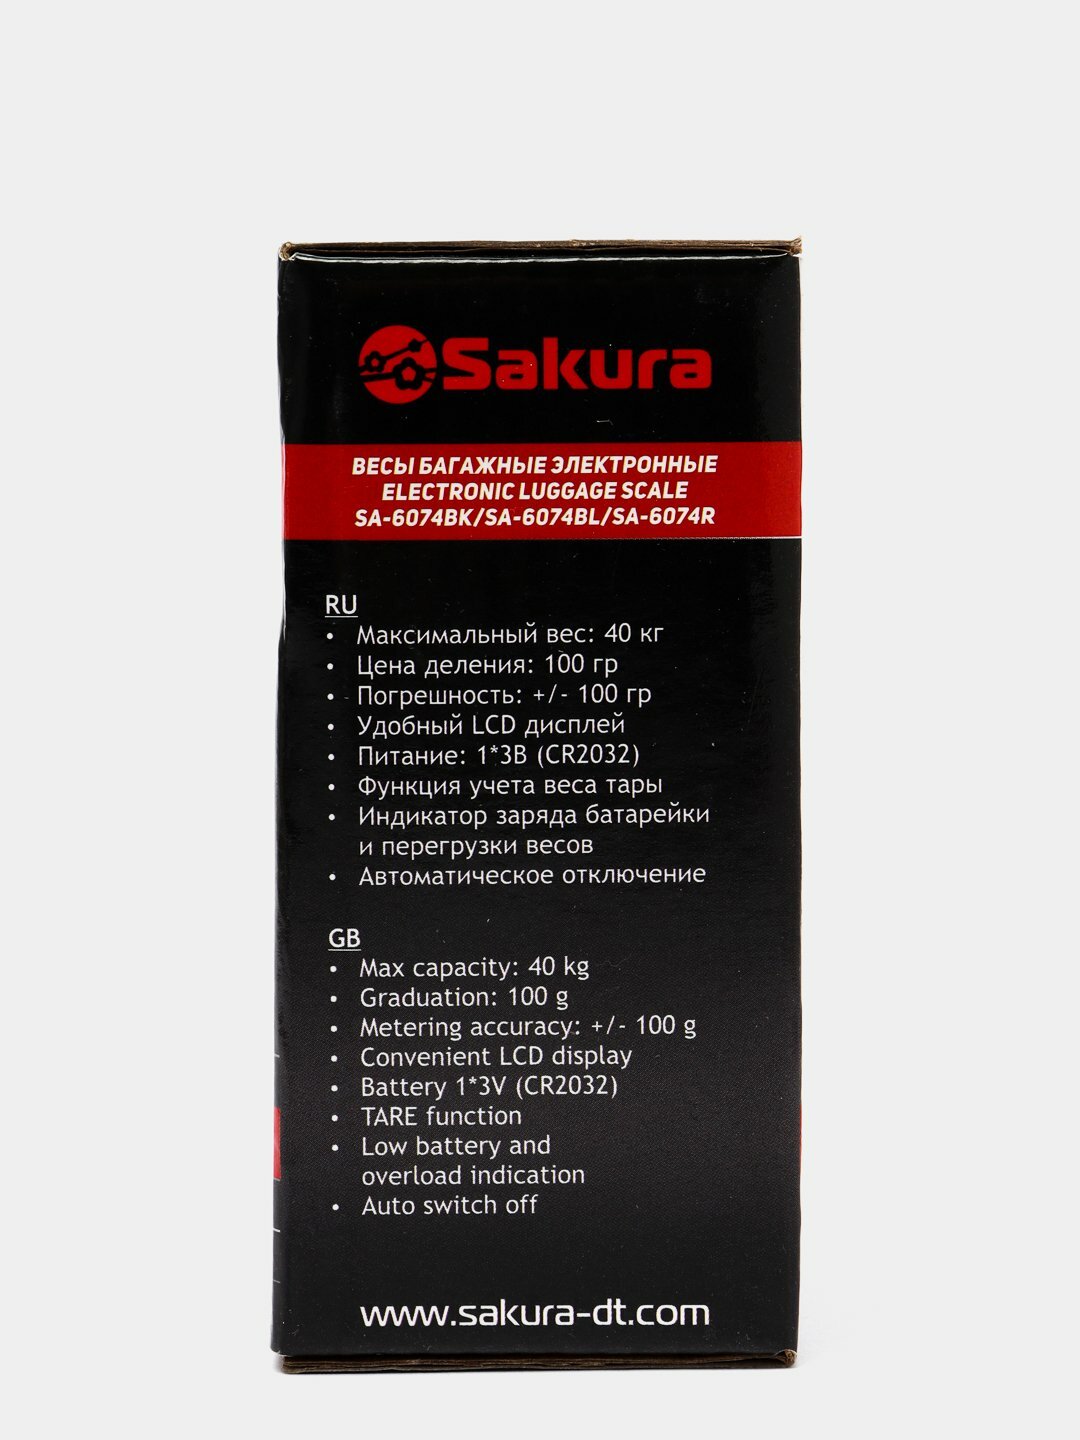 Sakura
ВЕСЫ БАГАЖНЫЕ ЭЛЕКТРОННЫЕ
ELECTRONIC LUGGAGE SCALE
SA-6074BK/SA-6074BL/SA-6074R
RU
• Максимальный вес: 40 кг
• Цена деления: 100 гр
• Погрешность: +/- 100 гр
• Удобный LCD дисплей
• Питание: 1*3В (CR2032)
• Функция учета веса тары
• Индикатор заряда батарейки
и перегрузки весов
• Автоматическое отключение
GB
• Max capacity: 40 kg
• Graduation: 100 g
• Metering accuracy: +/- 100 g
• Convenient LCD display
• Battery 1*3V (CR2032)
• TARE function
• Low battery and
overload indication
• Auto switch off
www.sakura-dt.com